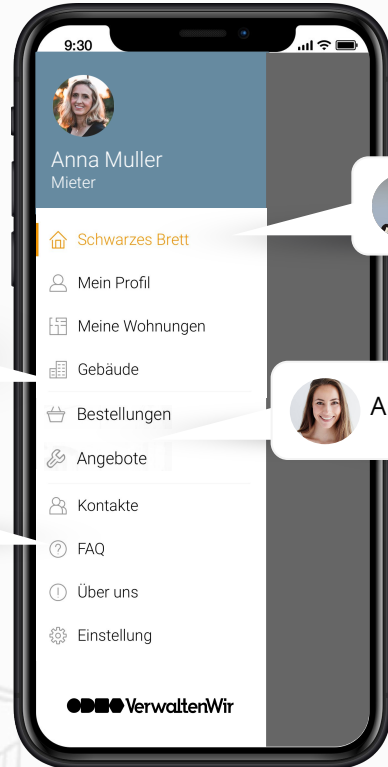 9:30
Anna Muller
Mieter
Schwarzes Brett
Mein Profil
Meine Wohnungen
Gebäude
Bestellungen
A
Angebote
Kontakte
FAQ
Über uns
Einstellung
VerwaltenWir